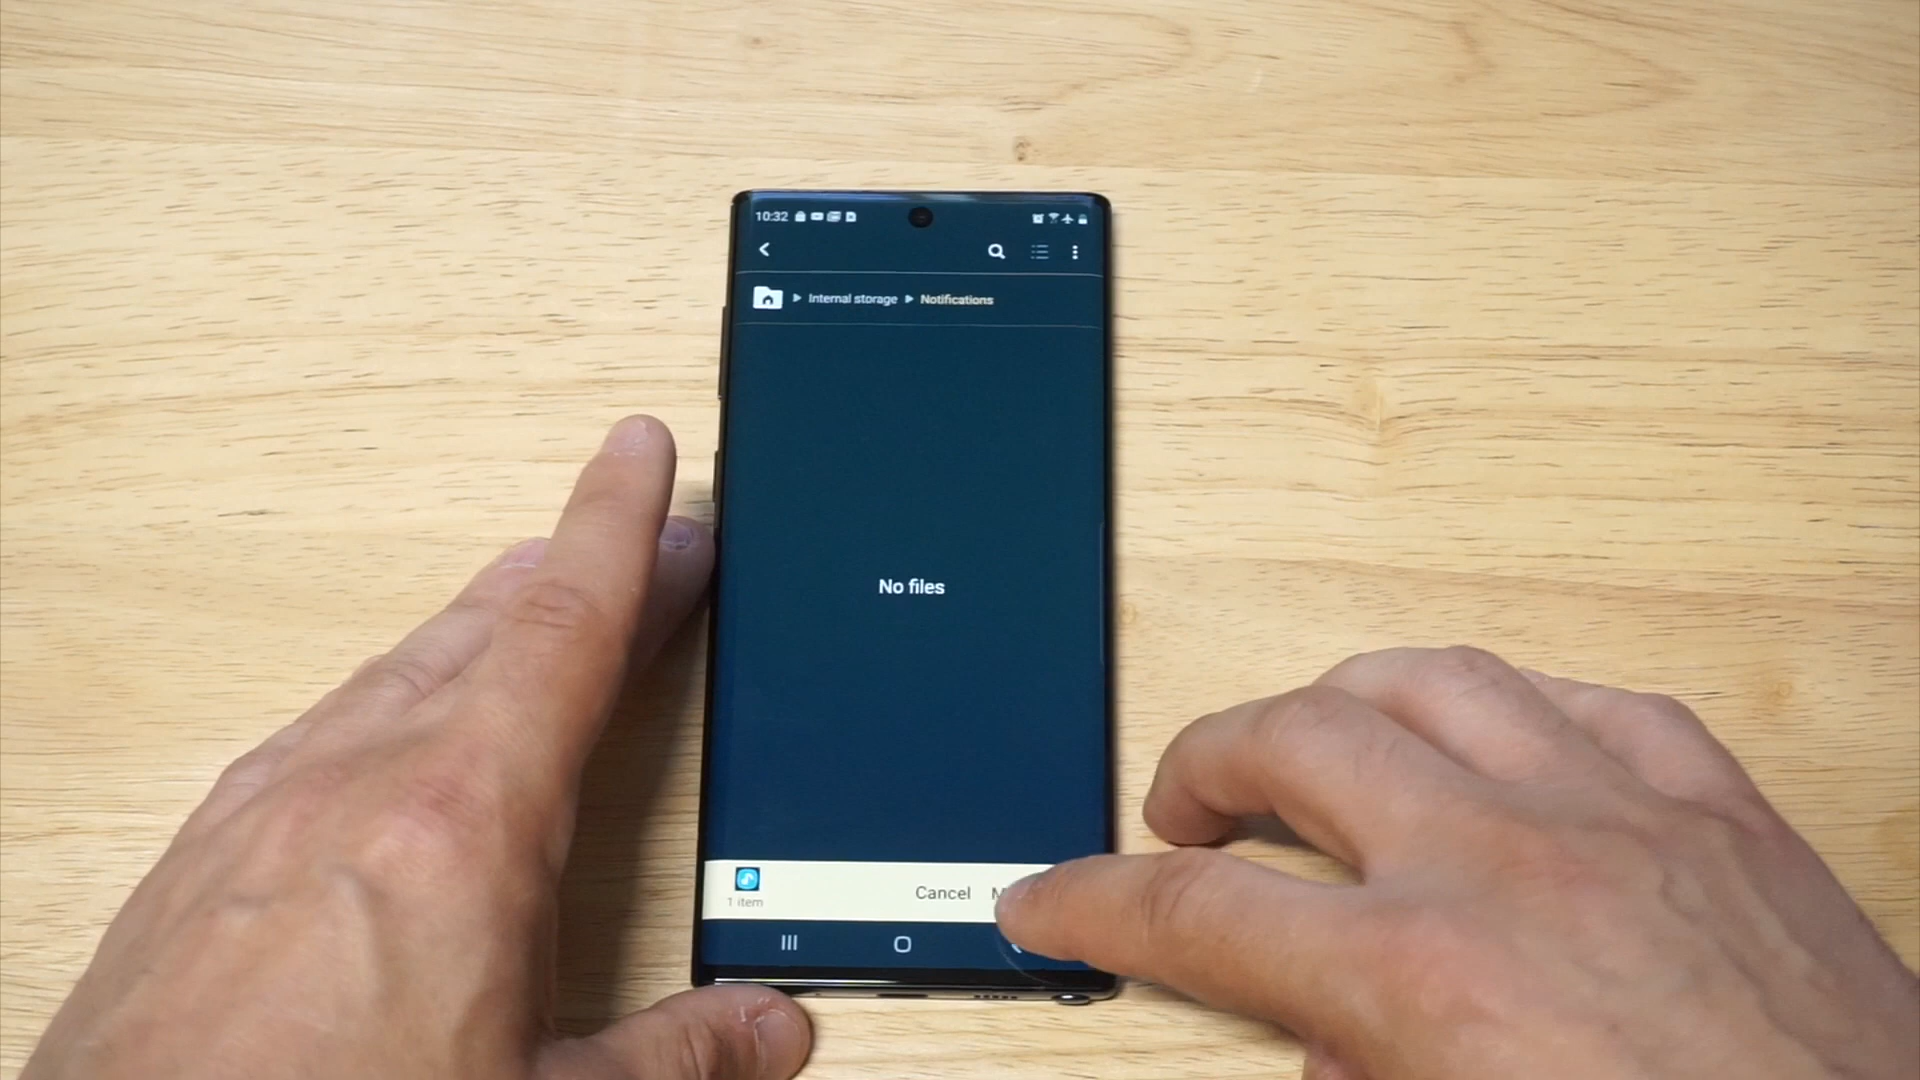 10:32
Internal storage Notifications
No files
1 item
Cancel